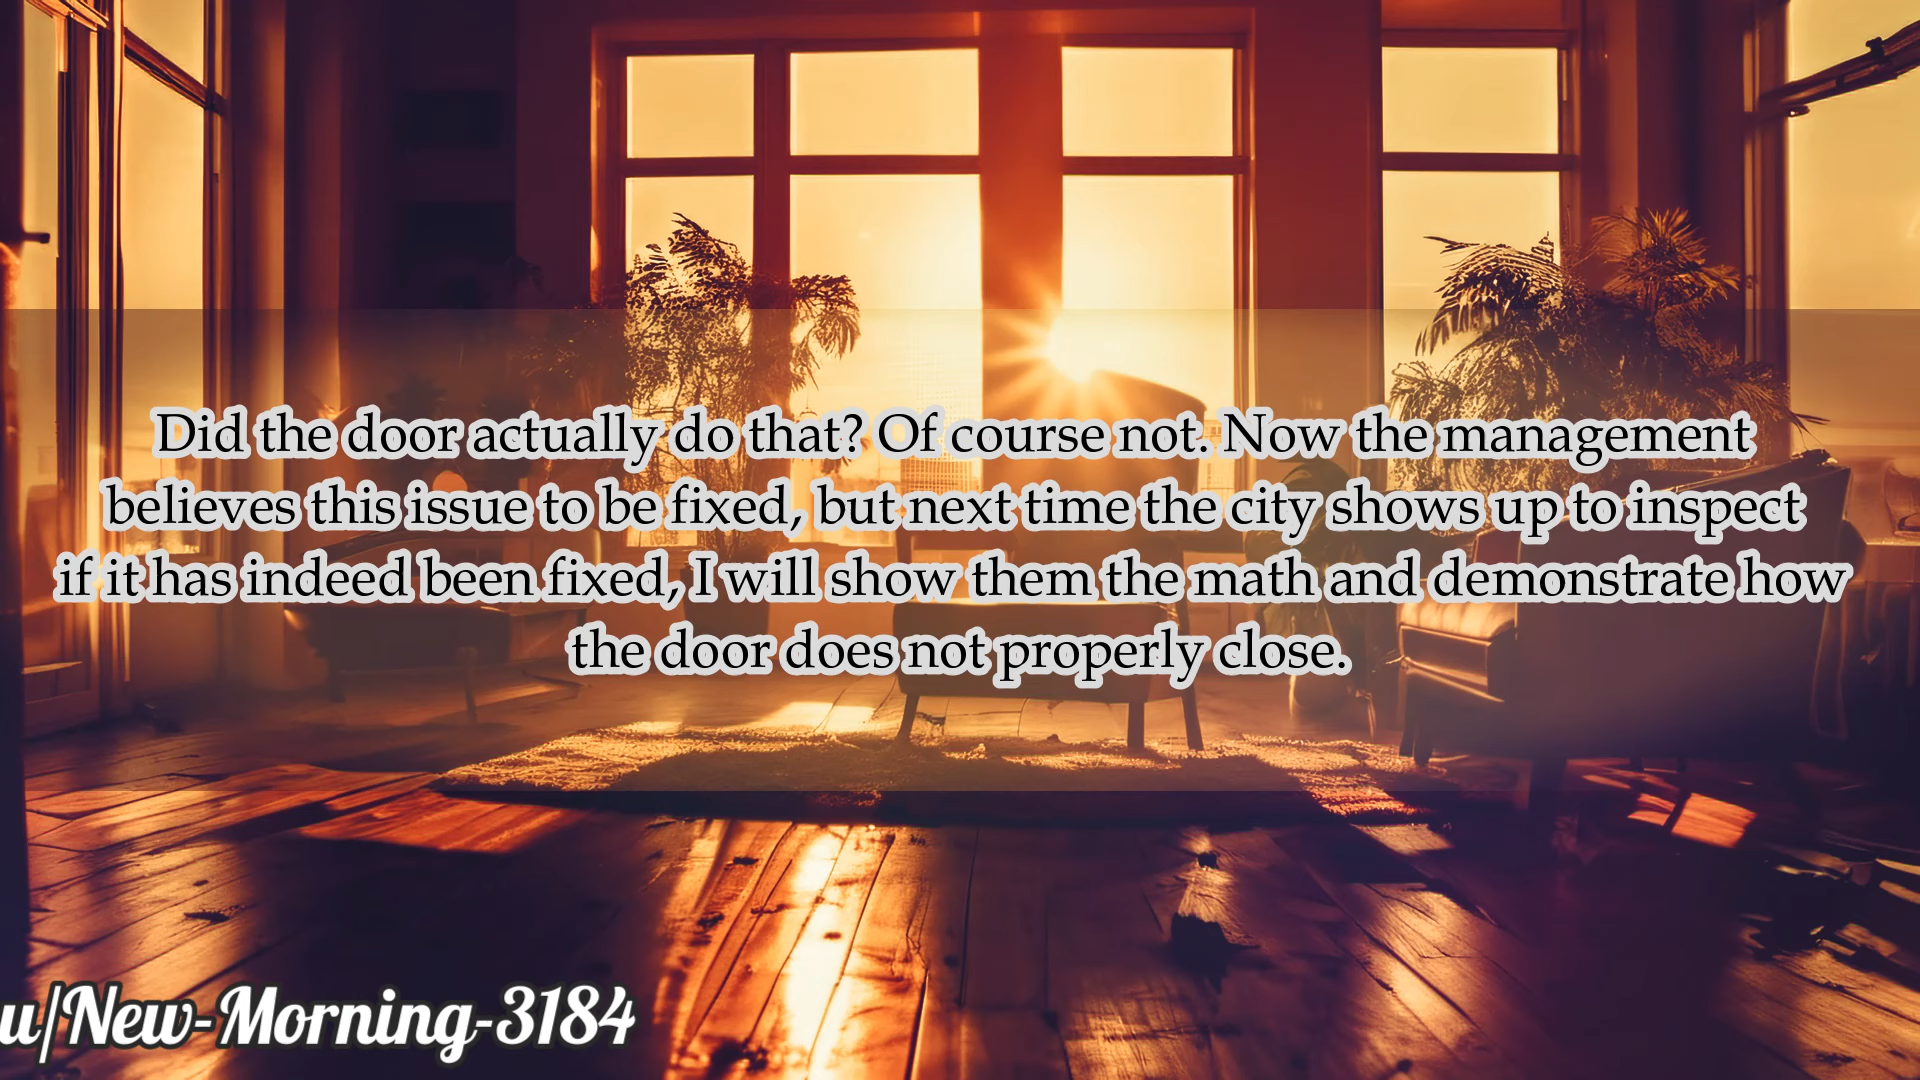 Did the door actually do that? Of course not. Now the management
believes this issue to be fixed, but next time the city shows up to inspect
if it has indeed been fixed, I will show them the math and demonstrate how
the door does not properly close.
u/New-Morning-3184